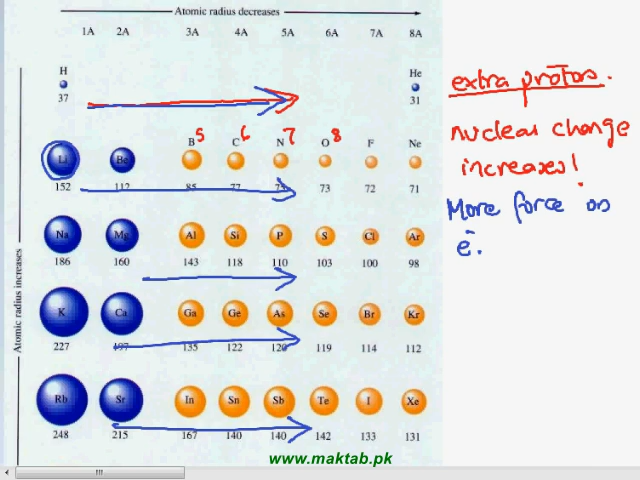 Atomic radius decreases
1A 2A 3A 4A 5A 6A 7A 8A
H He
37 31
extra protons.
nuclear change
increases!
More force on
e-.
5 6 7 8
Li Be B C N O F Ne
152 112 85 77 75 73 72 71
Na Mg Al Si P S Cl Ar
186 160 143 118 110 103 100 98
K Ca Ga Ge As Se Br Kr
227 197 135 122 120 119 114 112
Rb Sr In Sn Sb Te I Xe
248 215 167 140 140 142 133 131
Atomic radius increases
www.maktab.pk